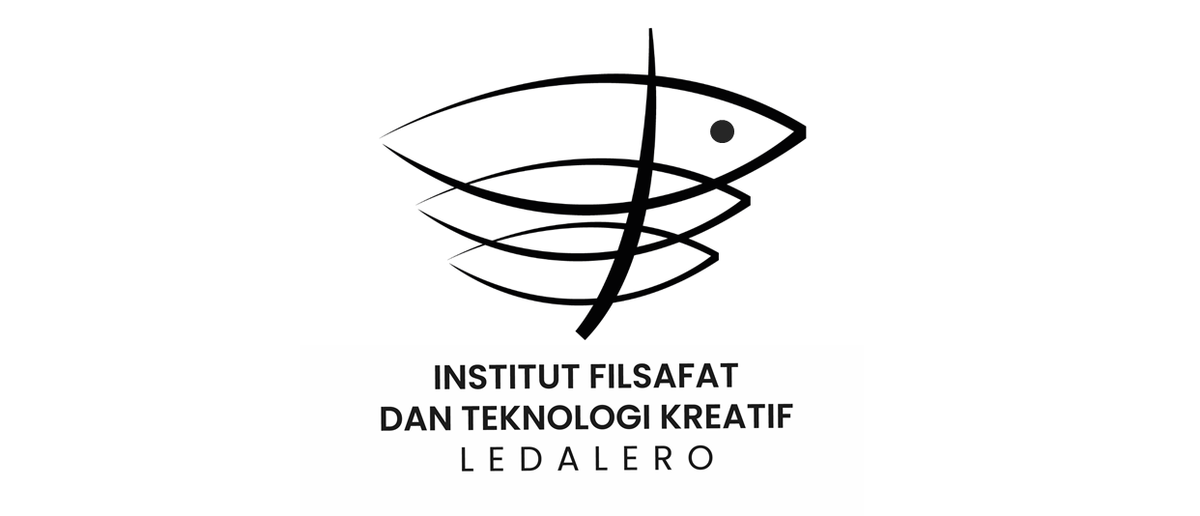 INSTITUT FILSAFAT
DAN TEKNOLOGI KREATIF
LEDALERO